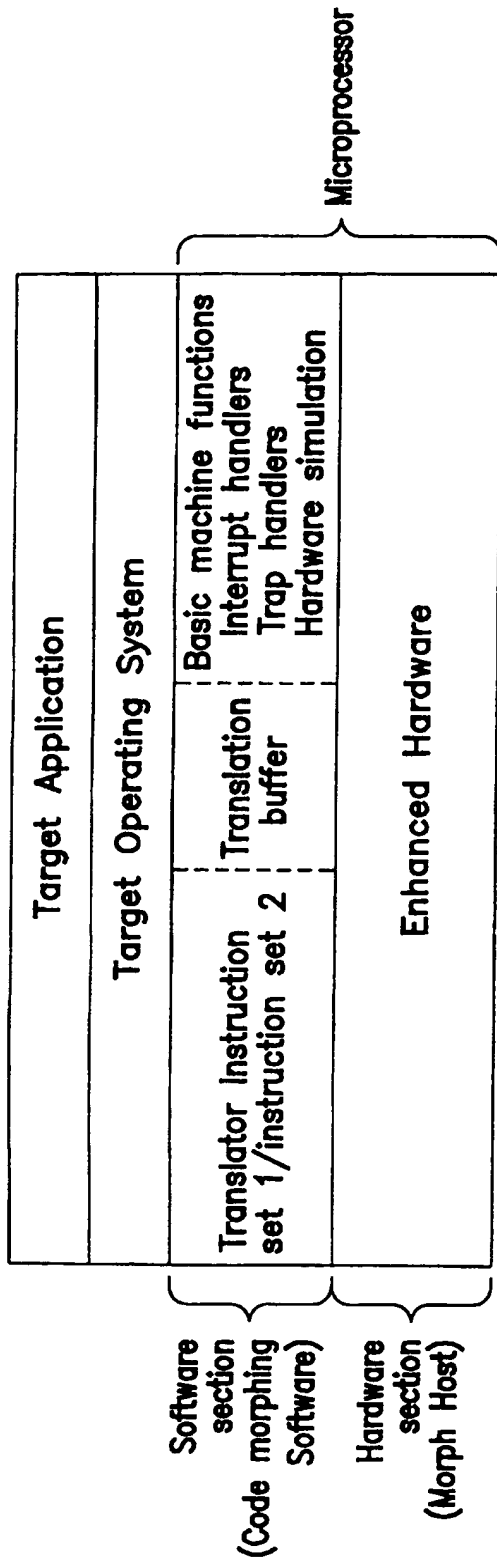 Target Application
Target Operating System
Translator Instruction
set 1/instruction set 2
Translation
buffer
Basic machine functions
Interrupt handlers
Trap handlers
Hardware simulation
Enhanced Hardware
Software
section
(Code morphing
Software)
Hardware
section
(Morph Host)
Microprocessor